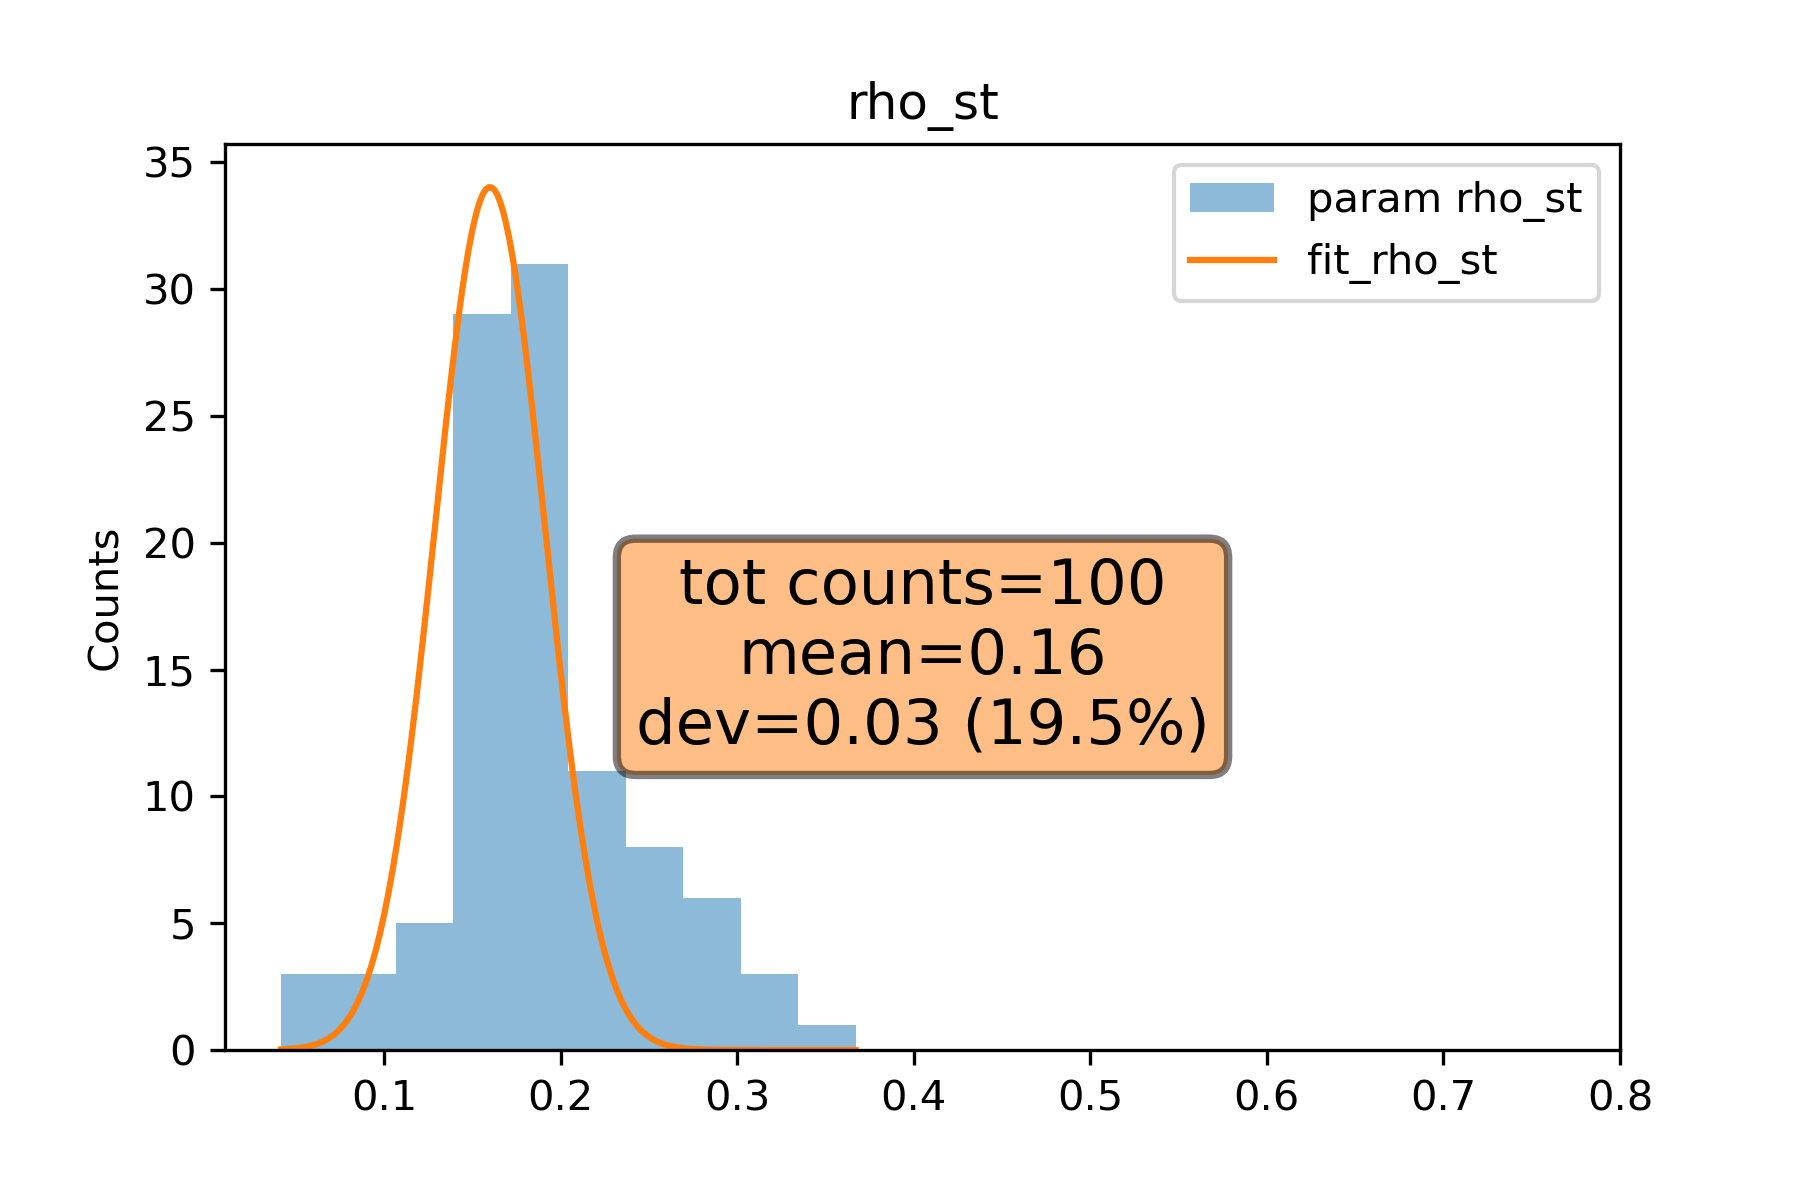 rho_st
35
30
25
20
15
10
5
0
Counts
param rho_st
fit_rho_st
tot counts=100
mean=0.16
dev=0.03 (19.5%)
0.1 0.2 0.3 0.4 0.5 0.6 0.7 0.8